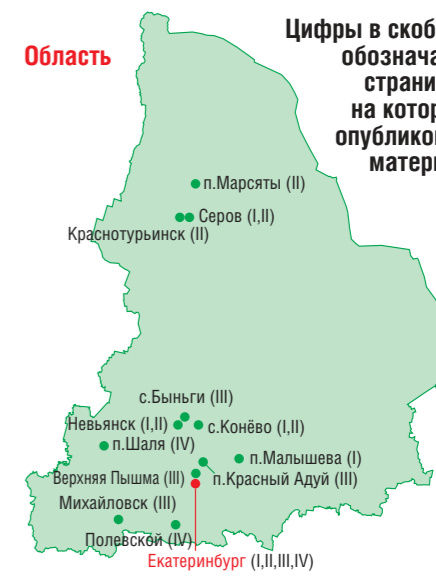 Область
Цифры в скоб
обознача
страни
на котор
опубликов
матери
п.Марсяты (II)
Серов (I,II)
Краснотурьинск (II)
с.Быньги (III)
Невьянск (I,II)
с.Конёво (I,II)
п.Шаля (IV)
п.Малышева (I)
Верхняя Пышма (III)
п.Красный Адуй (III)
Михайловск (III)
Полевской (IV)
Екатеринбург (I,II,III,IV)